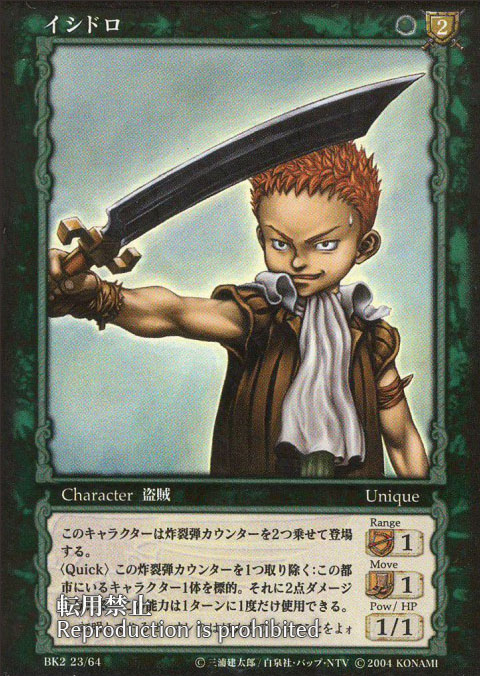 イシドロ
2
Character 盗賊
Unique
このキャラクターは炸裂弾カウンターを2つ乗せて登場
する。
〈Quick〉この炸裂弾カウンターを1つ取り除く:この都
市にいるキャラクター1体を標的。それに2点ダメージ
能力は1ターンに1度だけ使用できる。
Range
1
Move
1
Pow/ HP
1/1
転用禁止
Reproduction is prohibited
BK2 23/64
© 三浦建太郎/白泉社・バップ・NTV © 2004 KONAMI